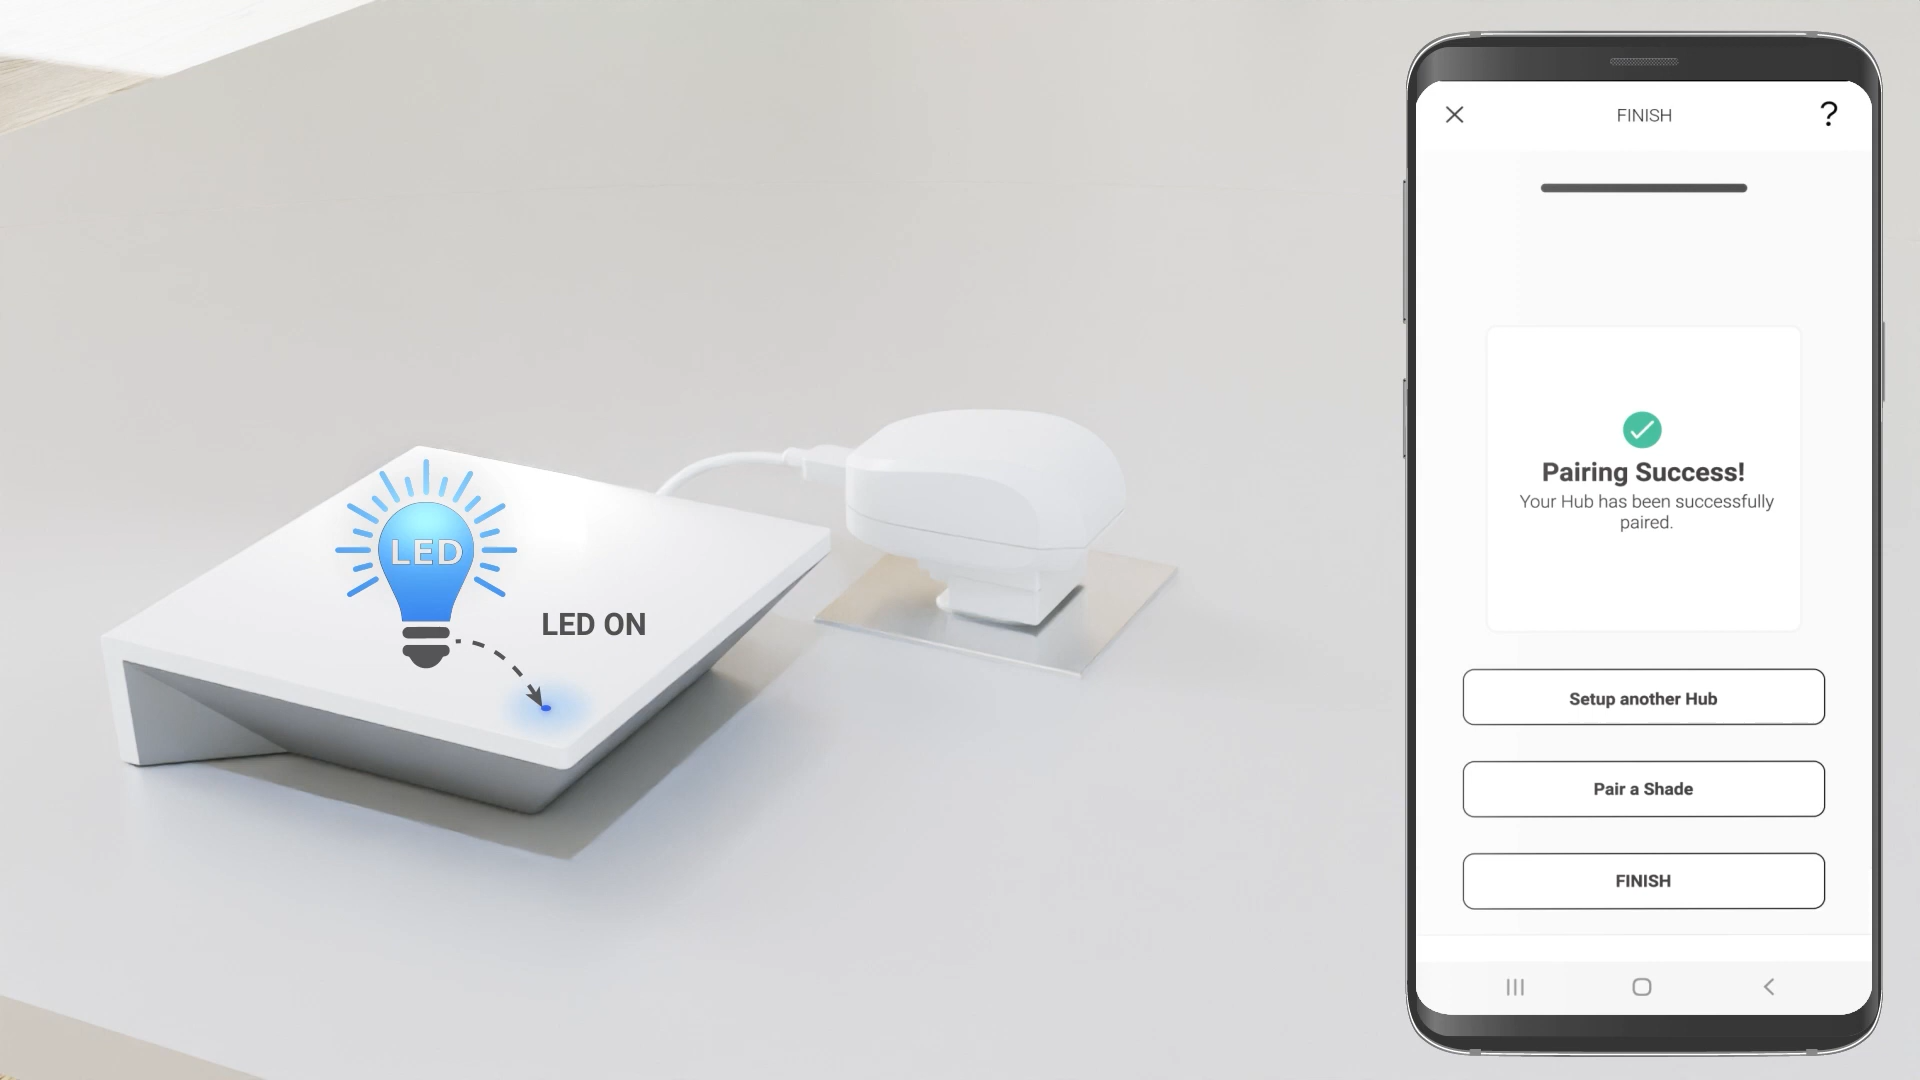 LED
LED ON
FINISH
?
Pairing Success!
Your Hub has been successfully
paired.
Setup another Hub
Pair a Shade
FINISH